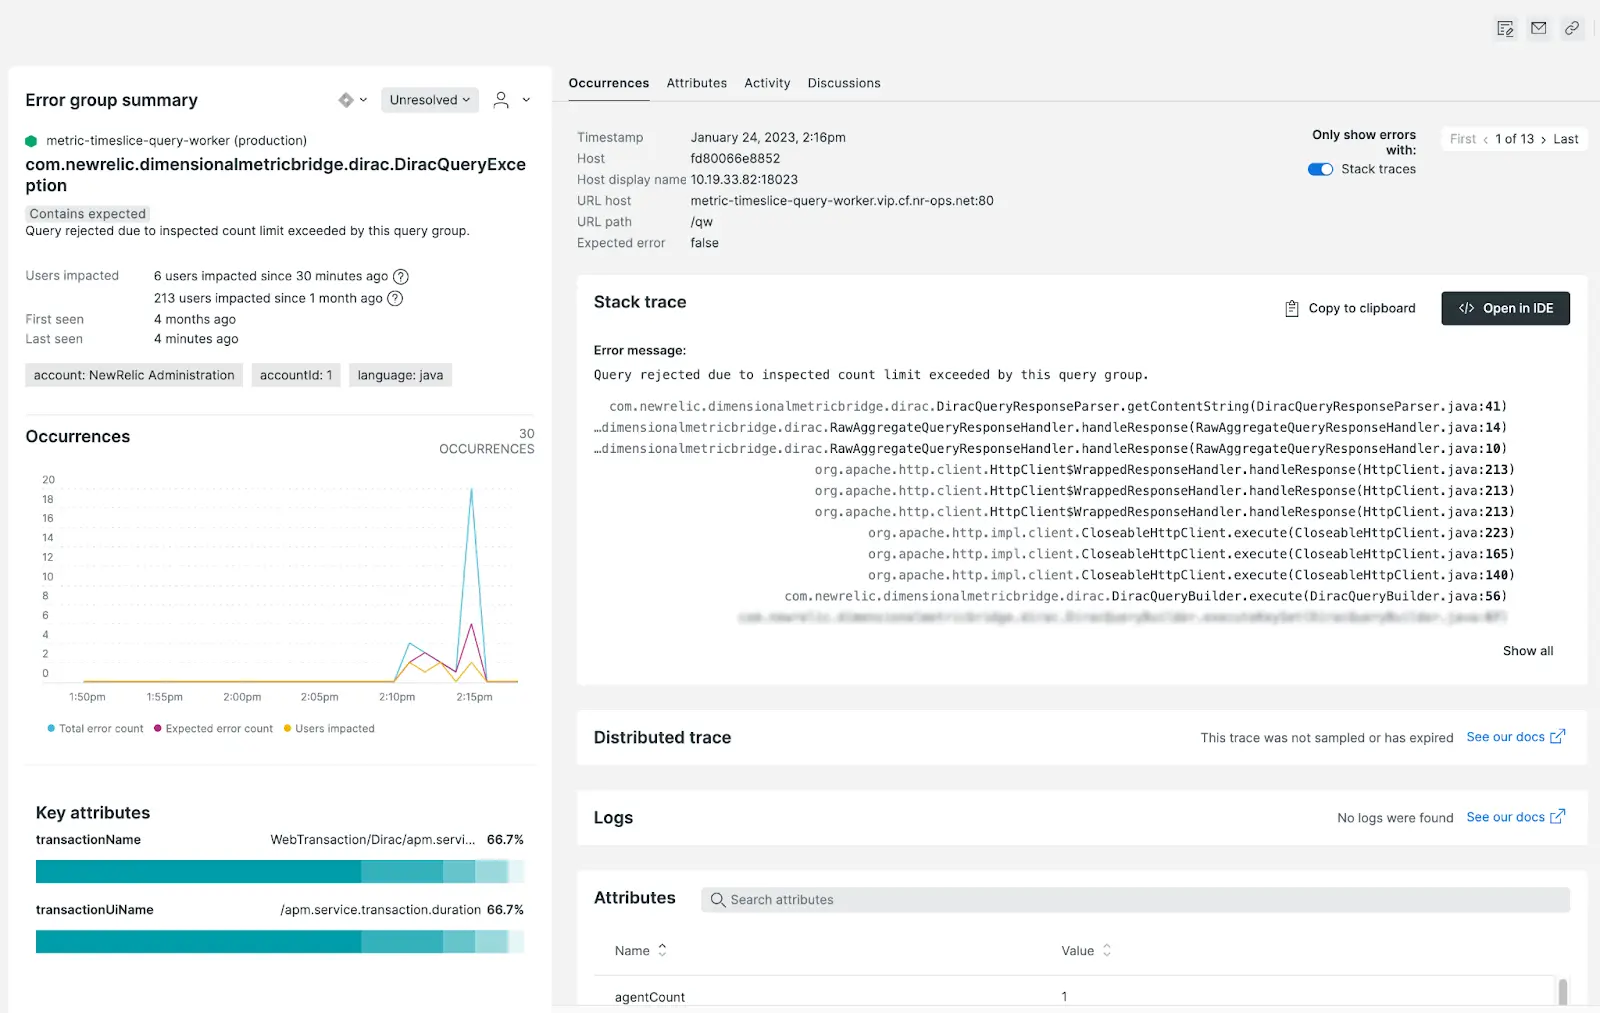 Error group summary
Unresolved
metric-timeslice-query-worker (production)
com.newrelic.dimensionalmetricbridge.dirac.DiracQueryExce
ption
Contains expected
Query rejected due to inspected count limit exceeded by this query group.
Users impacted 6 users impacted since 30 minutes ago ?
213 users impacted since 1 month ago ?
First seen 4 months ago
Last seen 4 minutes ago
account: NewRelic Administration accountId: 1 language: java
Occurrences
30
OCCURRENCES
20
18
16
14
12
10
8
6
4
2
0
1:50pm 1:55pm 2:00pm 2:05pm 2:10pm 2:15pm
Total error count Expected error count Users impacted
Key attributes
transactionName WebTransaction/Dirac/apm.servi... 66.7%
transactionUiName /apm.service.transaction.duration 66.7%
Occurrences Attributes Activity Discussions
Timestamp January 24, 2023, 2:16pm
Host fd80066e8852
Host display name 10.19.33.82:18023
URL host metric-timeslice-query-worker.vip.cf.nr-ops.net:80
URL path /qw
Expected error false
Only show errors
with:
Stack traces
First ‹ 1 of 13 › Last
Stack trace
Copy to clipboard
</> Open in IDE
Error message:
Query rejected due to inspected count limit exceeded by this query group.
com.newrelic.dimensionalmetricbridge.dirac.DiracQueryResponseParser.getContentString(DiracQueryResponseParser.java:41)
…dimensionalmetricbridge.dirac.RawAggregateQueryResponseHandler.handleResponse(RawAggregateQueryResponseHandler.java:14)
…dimensionalmetricbridge.dirac.RawAggregateQueryResponseHandler.handleResponse(RawAggregateQueryResponseHandler.java:10)
org.apache.http.client.HttpClient$WrappedResponseHandler.handleResponse(HttpClient.java:213)
org.apache.http.client.HttpClient$WrappedResponseHandler.handleResponse(HttpClient.java:213)
org.apache.http.client.HttpClient$WrappedResponseHandler.handleResponse(HttpClient.java:213)
org.apache.http.impl.client.CloseableHttpClient.execute(CloseableHttpClient.java:223)
org.apache.http.impl.client.CloseableHttpClient.execute(CloseableHttpClient.java:165)
org.apache.http.impl.client.CloseableHttpClient.execute(CloseableHttpClient.java:140)
com.newrelic.dimensionalmetricbridge.dirac.DiracQueryBuilder.execute(DiracQueryBuilder.java:56)
Show all
Distributed trace This trace was not sampled or has expired See our docs
Logs No logs were found See our docs
Attributes Search attributes
Name Value
agentCount 1